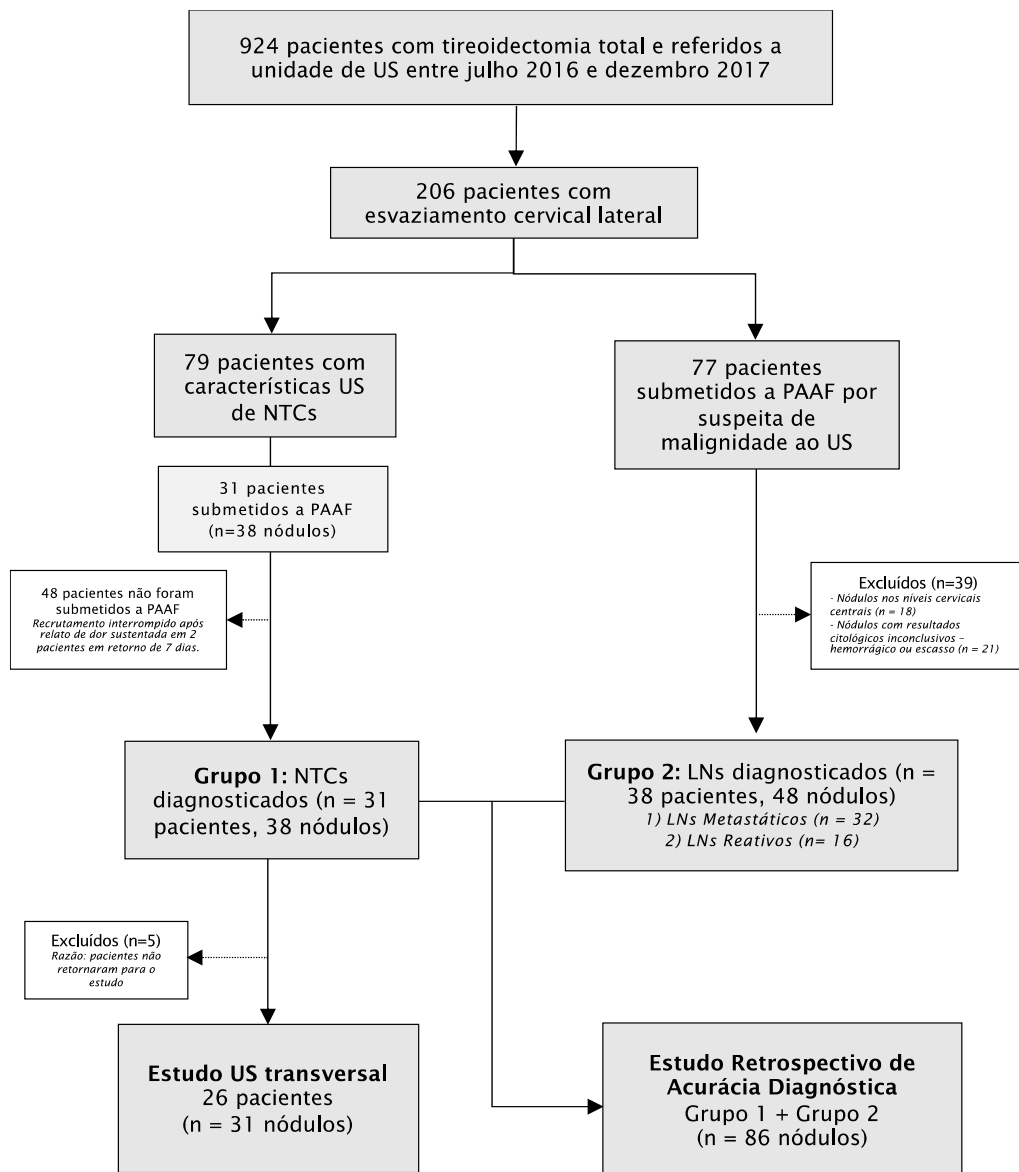 924 pacientes com tireoidectomia total e referidos a
unidade de US entre julho 2016 e dezembro 2017
206 pacientes com
esvaziamento cervical lateral
79 pacientes com
características US
de NTCs
77 pacientes
submetidos a PAAF por
suspeita de
malignidade ao US
31 pacientes
submetidos a PAAF
(n=38 nódulos)
48 pacientes não foram
submetidos a PAAF
Recrutamento interrompido após
relato de dor sustentada em 2
pacientes em retorno de 7 dias.
Excluídos (n=39)
- Nódulos nos níveis cervicais
centrais (n = 18)
- Nódulos com resultados
citológicos inconclusivos –
hemorrágico ou escasso (n = 21)
Grupo 1: NTCs
diagnosticados (n = 31
pacientes, 38 nódulos)
Grupo 2: LNs diagnosticados (n =
38 pacientes, 48 nódulos)
1) LNs Metastáticos (n = 32)
2) LNs Reativos (n= 16)
Excluídos (n=5)
Razão: pacientes não
retornaram para o
estudo
Estudo US transversal
26 pacientes
(n = 31 nódulos)
Estudo Retrospectivo de
Acurácia Diagnóstica
Grupo 1 + Grupo 2
(n = 86 nódulos)